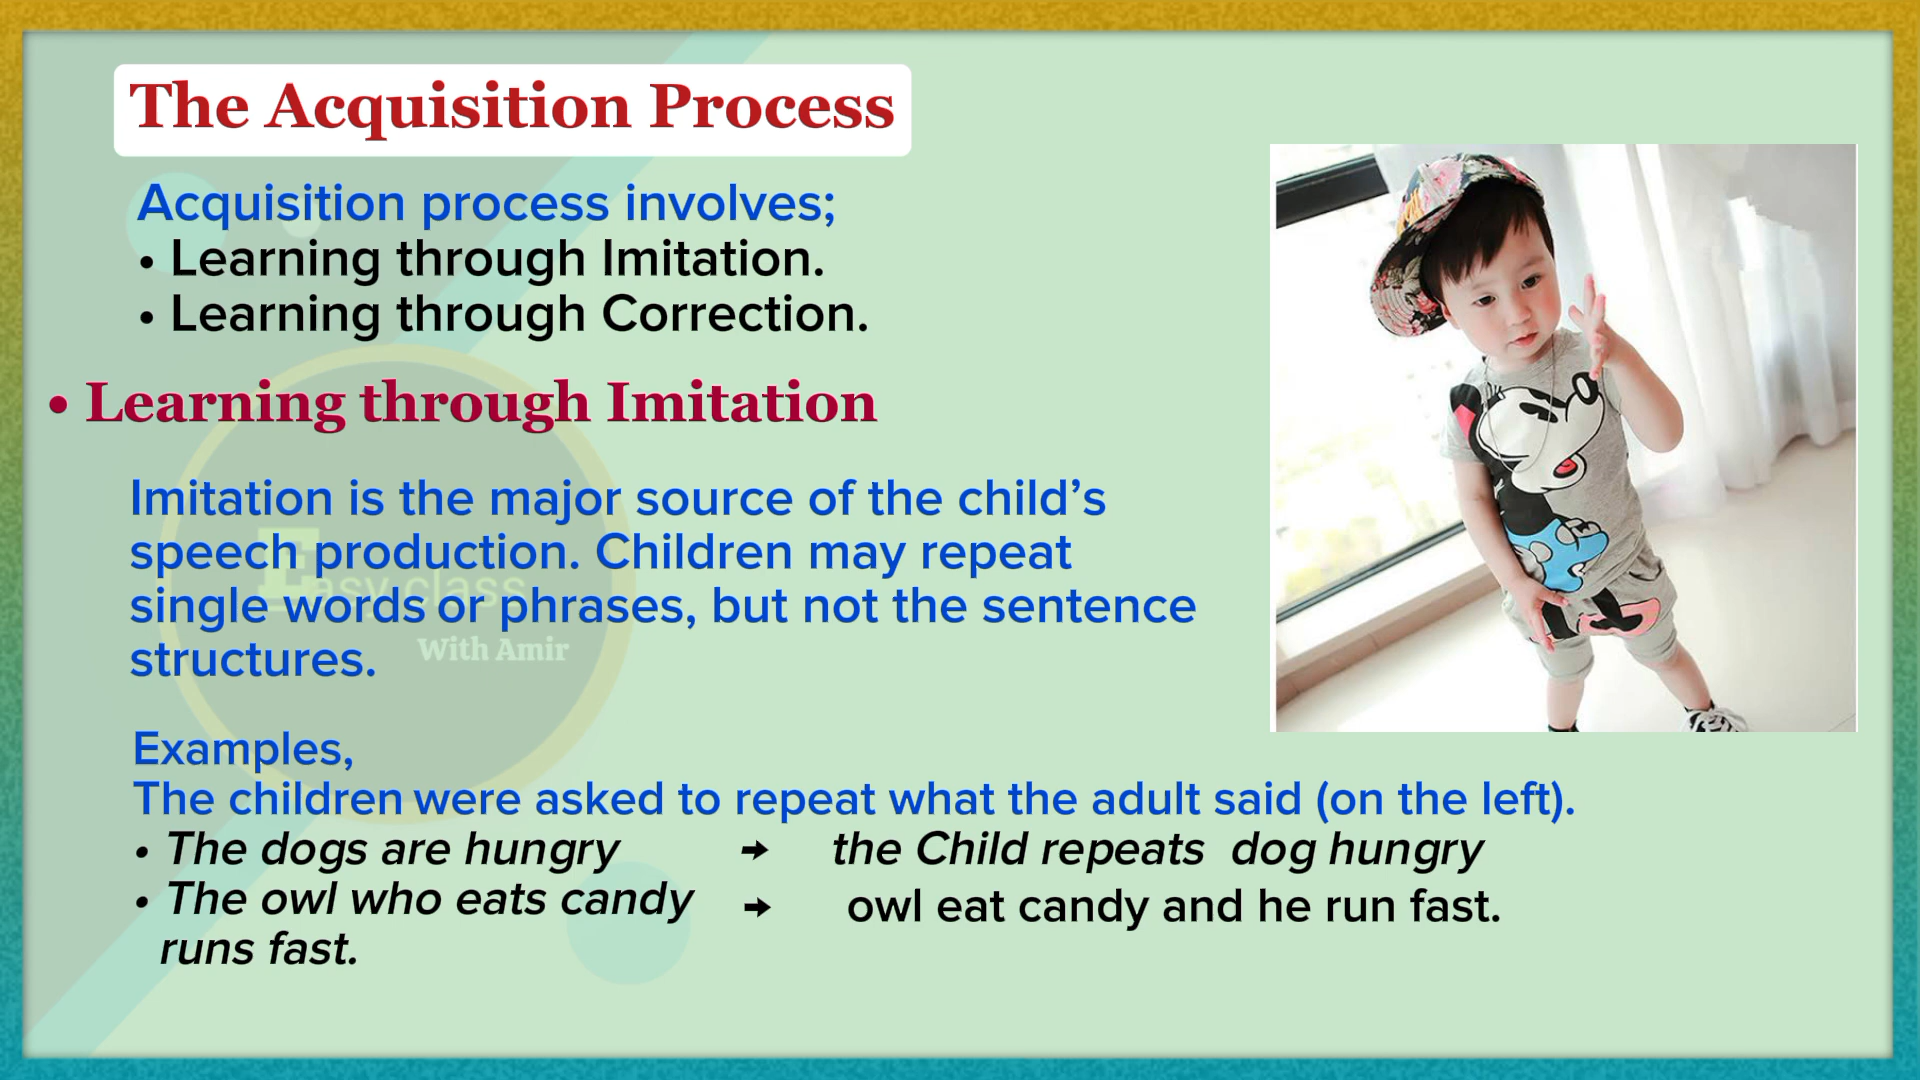 The Acquisition Process
Acquisition process involves;
• Learning through Imitation.
• Learning through Correction.
• Learning through Imitation
Imitation is the major source of the child’s
speech production. Children may repeat
single words or phrases, but not the sentence
structures.
Easy class
With Amir
Examples,
The children were asked to repeat what the adult said (on the left).
• The dogs are hungry → the Child repeats dog hungry
• The owl who eats candy → owl eat candy and he run fast.
runs fast.